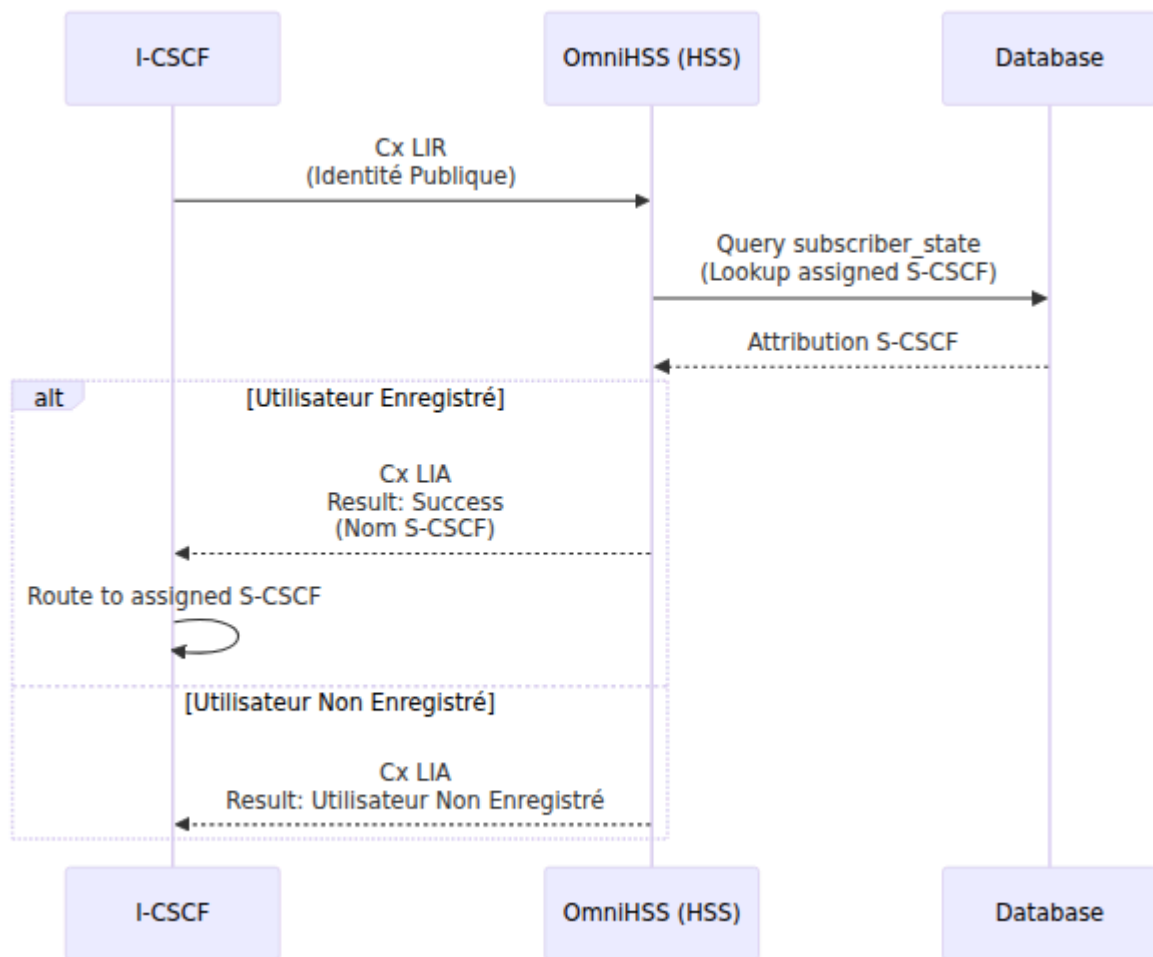 I-CSCF
OmniHSS (HSS)
Database
Cx LIR
(Identité Publique)
Query subscriber_state
(Lookup assigned S-CSCF)
Attribution S-CSCF
alt
[Utilisateur Enregistré]
Cx LIA
Result: Success
(Nom S-CSCF)
Route to assigned S-CSCF
[Utilisateur Non Enregistré]
Cx LIA
Result: Utilisateur Non Enregistré
I-CSCF
OmniHSS (HSS)
Database